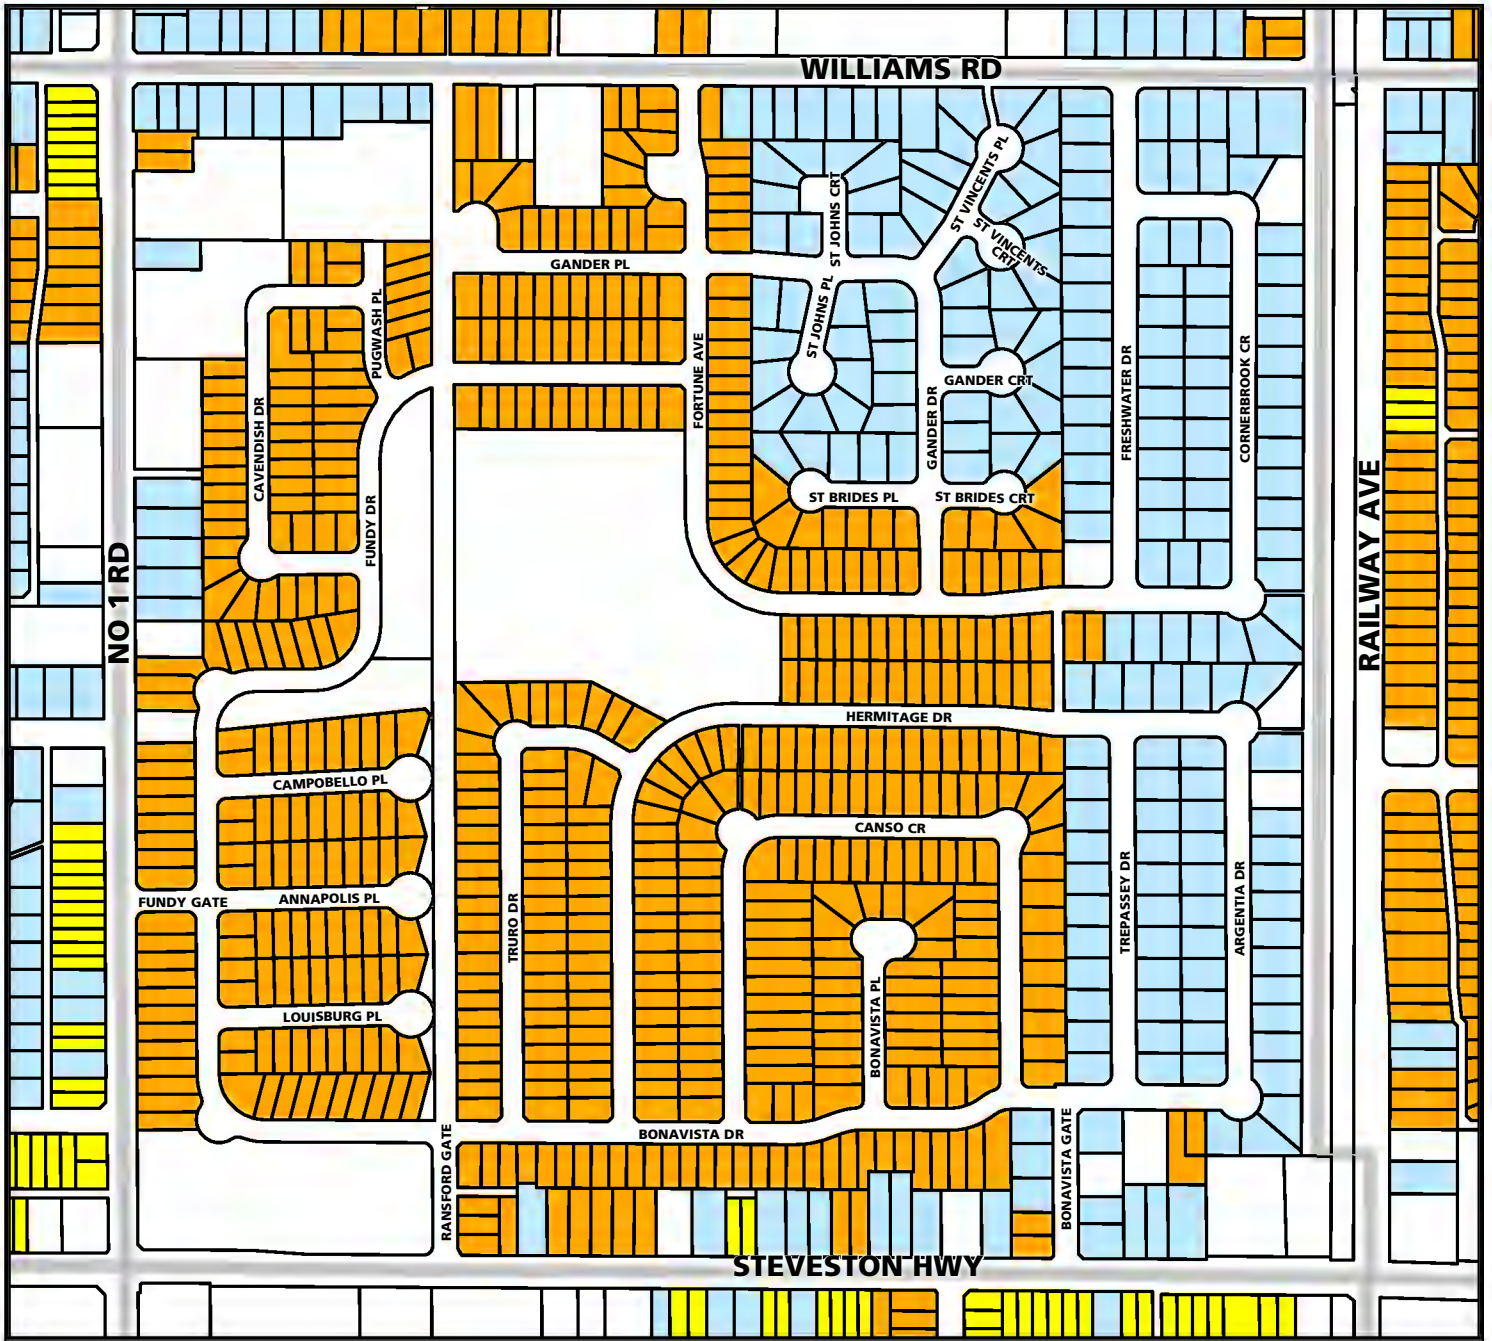 WILLIAMS RD
ST VINCENTS PL
ST JOHNS CRT
ST VINCENTS
CRT
GANDER PL
ST JOHNS PL
PUGWASH PL
FORTUNE AVE
FRESHWATER DR
CORNERBROOK CR
GANDER CRT
GANDER DR
CAVENDISH DR
ST BRIDES PL
ST BRIDES CRT
FUNDY DR
NO 1 RD
RAILWAY AVE
HERMITAGE DR
CAMPOBELLO PL
CANSO CR
FUNDY GATE
ANNAPOLIS PL
TRURO DR
TREPASSEY DR
ARGENTIA DR
LOUISBURG PL
BONAVISTA PL
BONAVISTA DR
RANSFORD GATE
BONAVISTA GATE
STEVESTON HWY